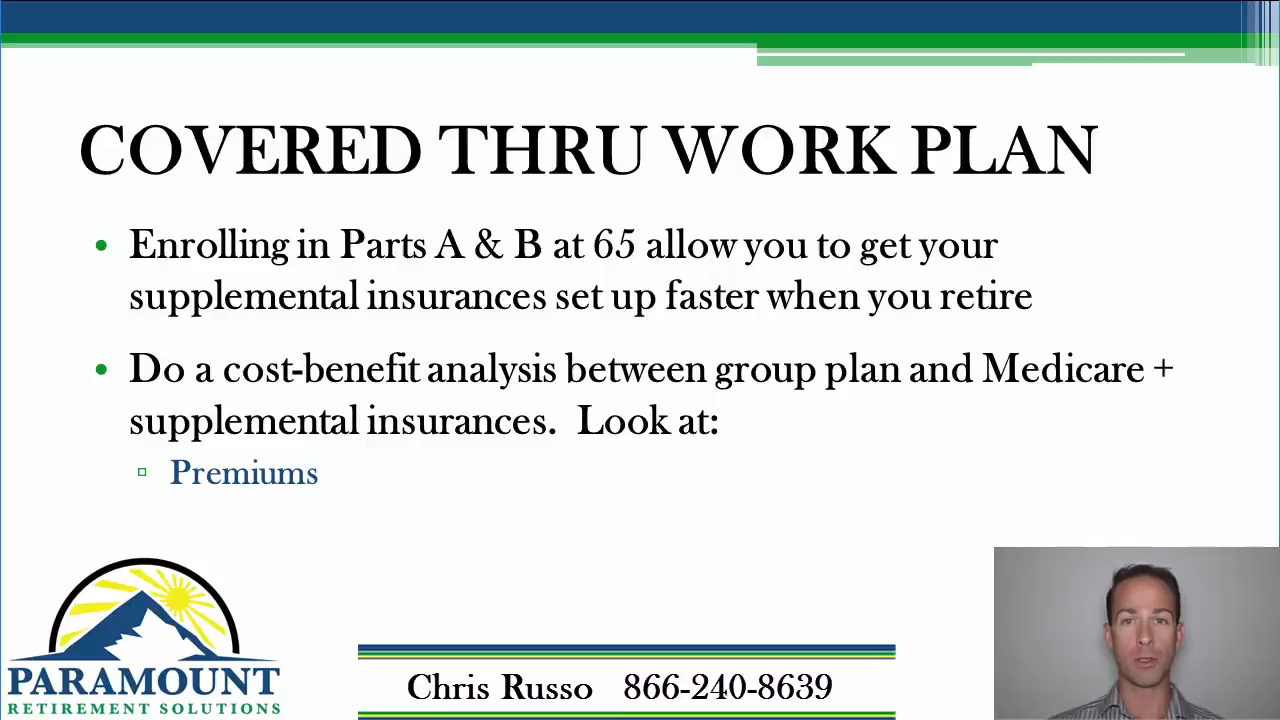 COVERED THRU WORK PLAN
• Enrolling in Parts A & B at 65 allow you to get your
supplemental insurances set up faster when you retire
• Do a cost-benefit analysis between group plan and Medicare +
supplemental insurances.  Look at:
▫ Premiums
PARAMOUNT
RETIREMENT SOLUTIONS
Chris Russo   866-240-8639